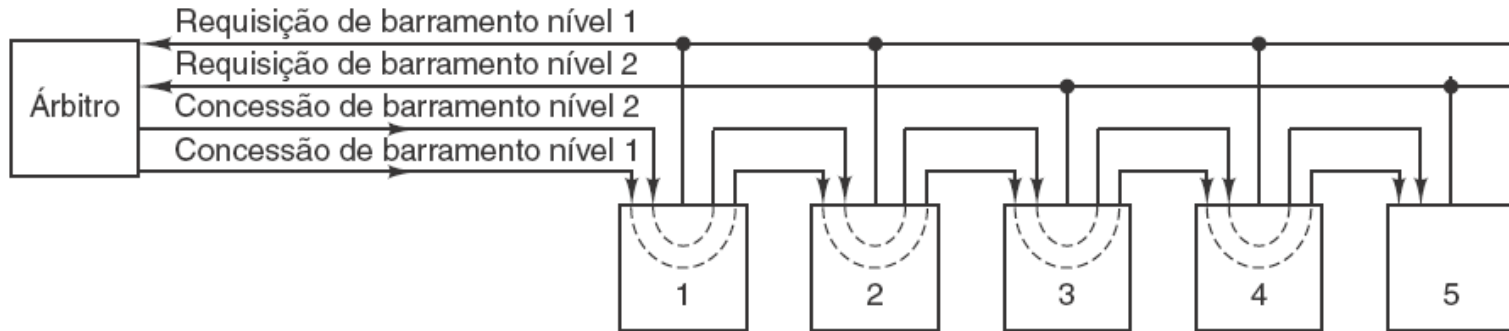 Requisição de barramento nível 1
Requisição de barramento nível 2
Árbitro
Concessão de barramento nível 2
Concessão de barramento nível 1
1
2
3
4
5